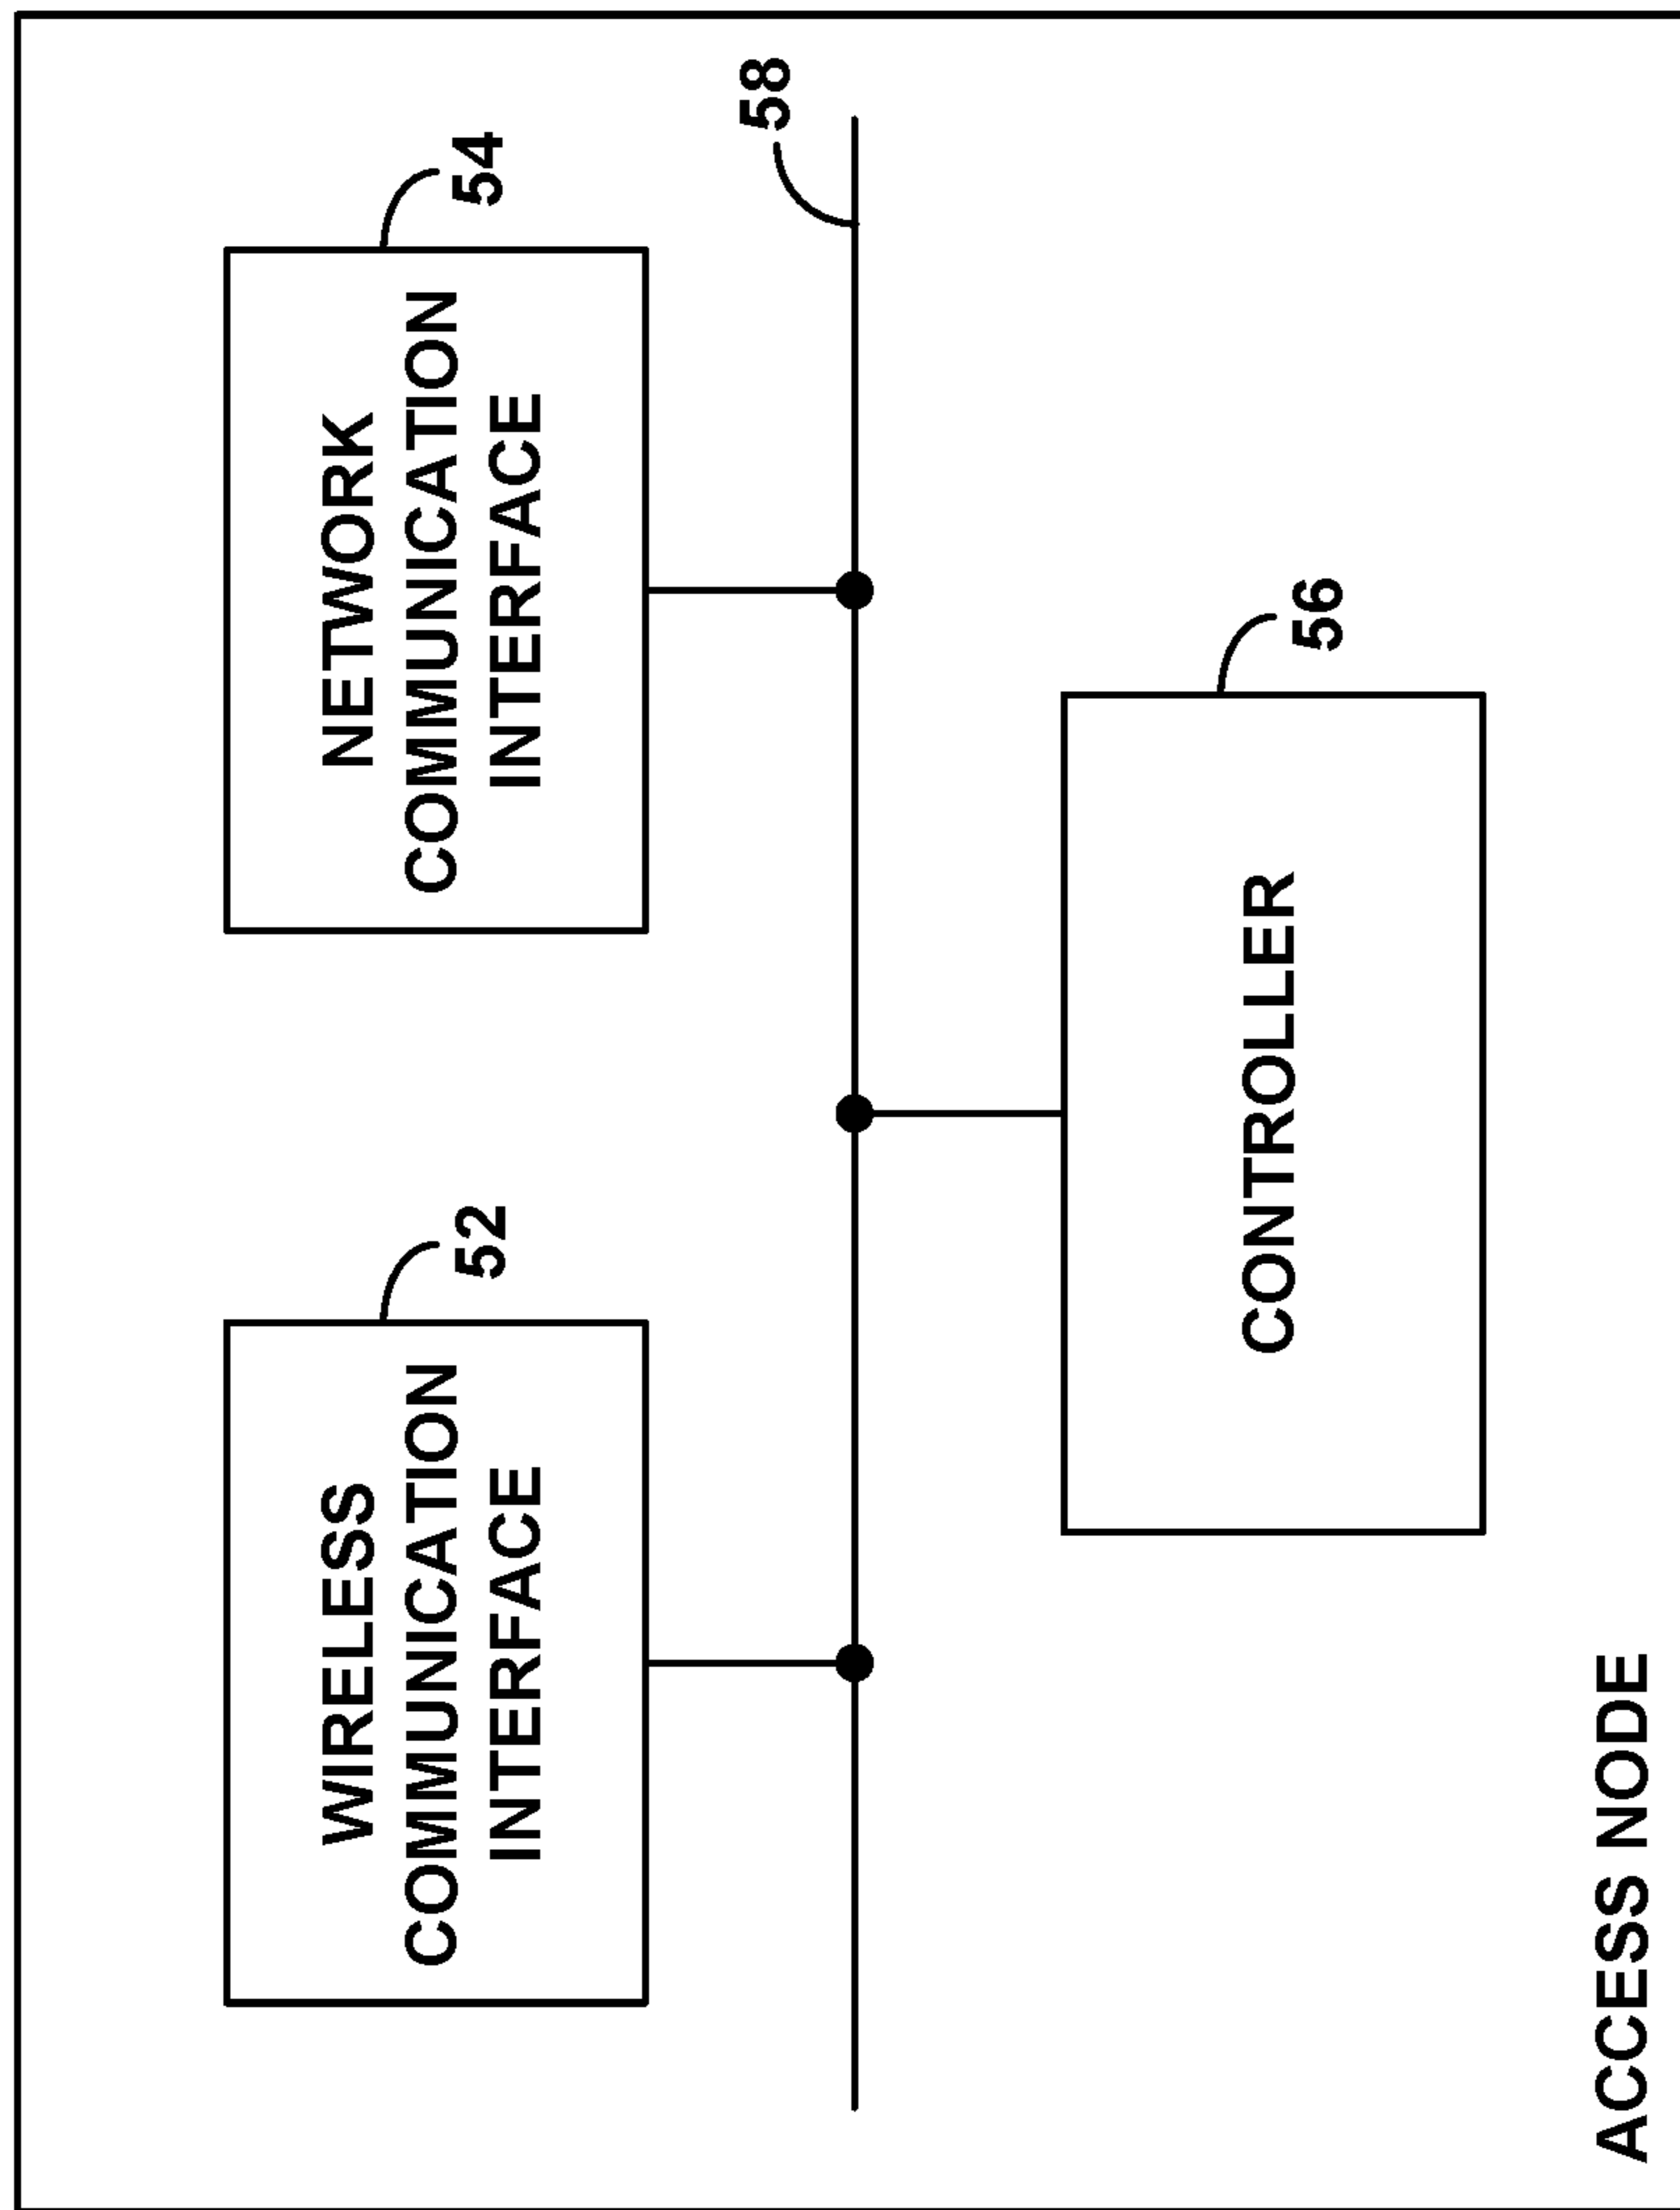 52
WIRELESS
COMMUNICATION
INTERFACE
54
NETWORK
COMMUNICATION
INTERFACE
58
56
CONTROLLER
ACCESS NODE